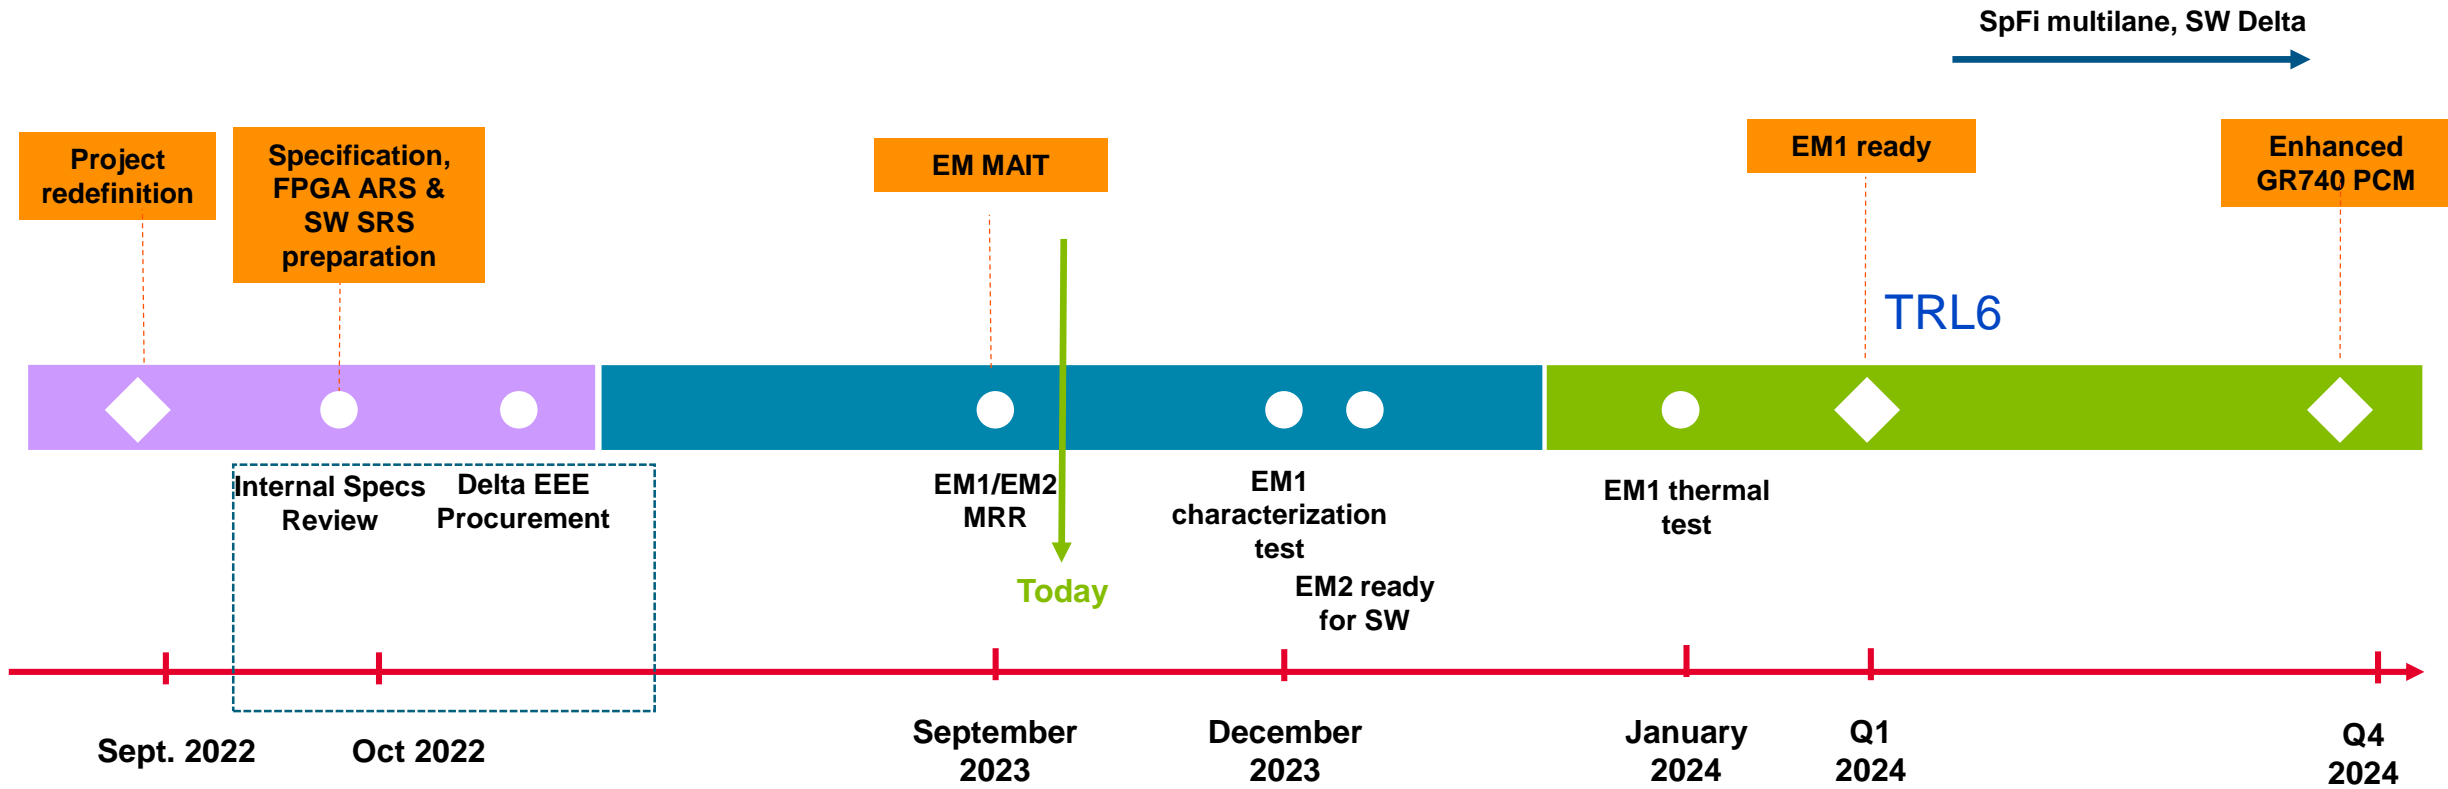 SpFi multilane, SW Delta
Project
redefinition
Specification,
FPGA ARS &
SW SRS
preparation
EM MAIT
EM1 ready
Enhanced
GR740 PCM
TRL6
Internal Specs
Review
Delta EEE
Procurement
EM1/EM2
MRR
EM1
characterization
test
EM1 thermal
test
Today
EM2 ready
for SW
Sept. 2022
Oct 2022
September
2023
December
2023
January
2024
Q1
2024
Q4
2024